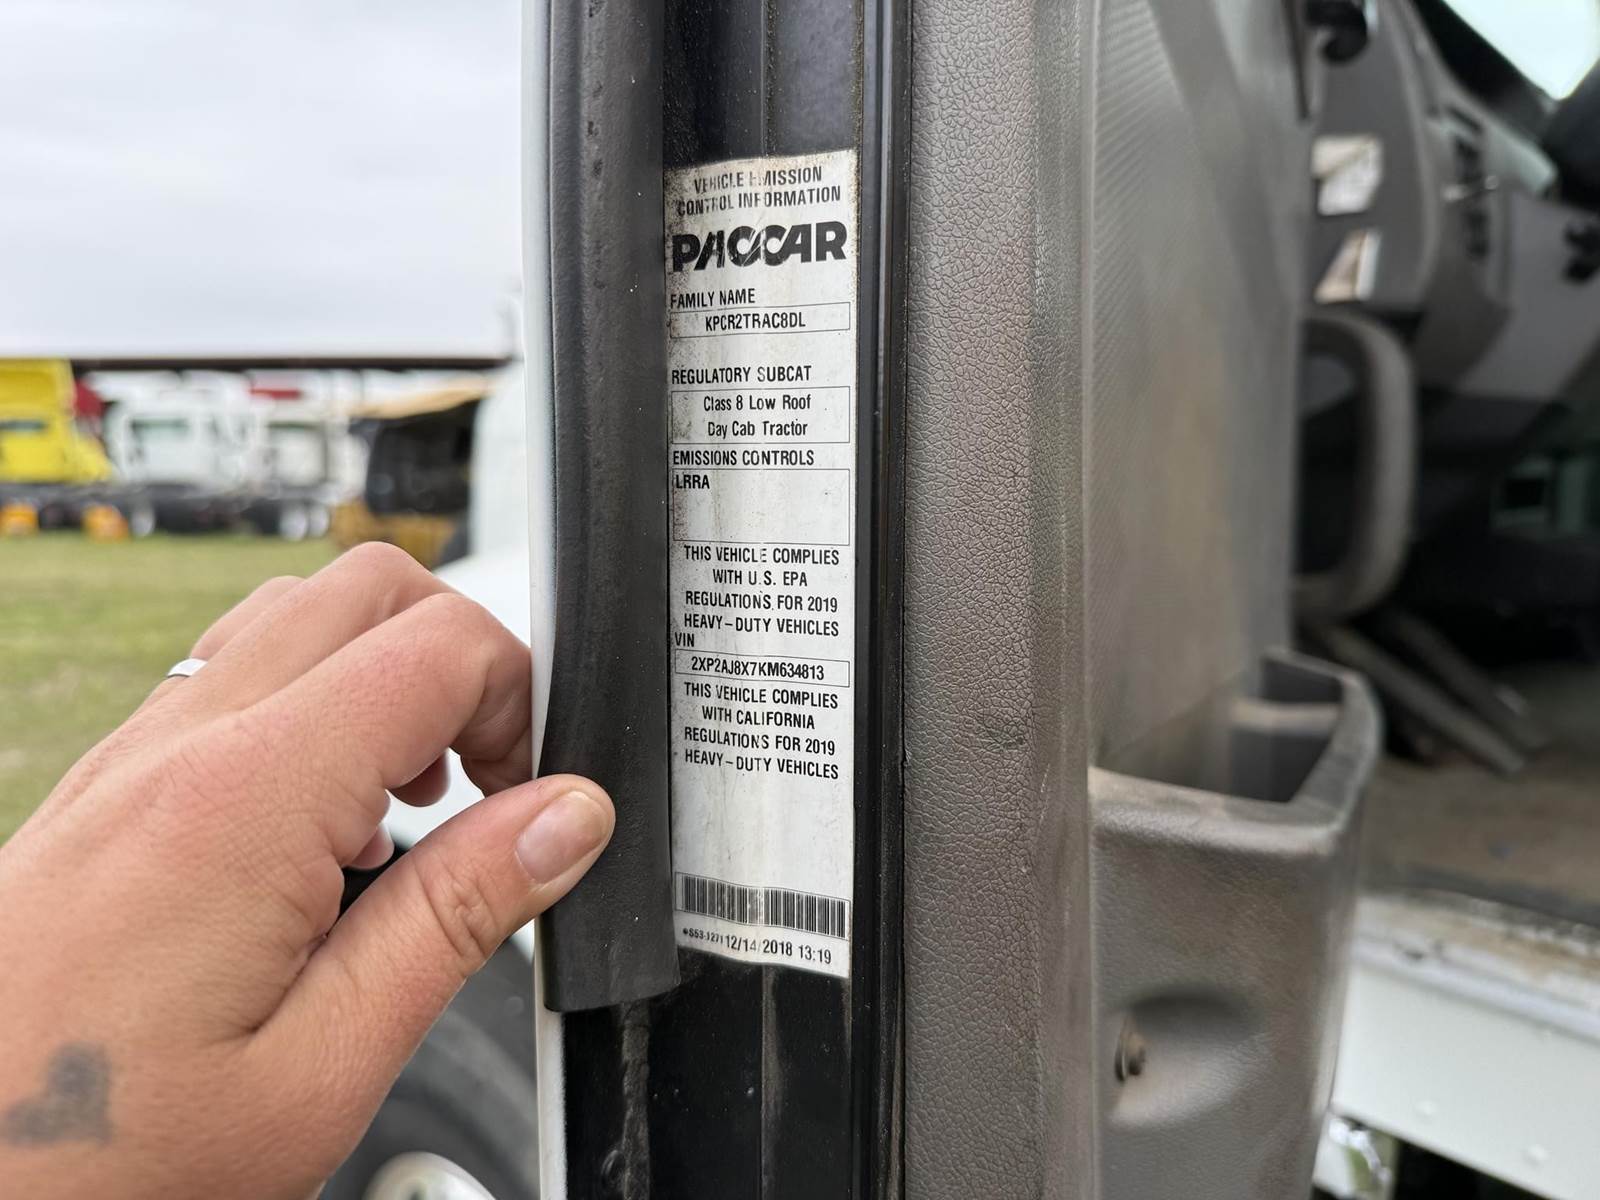 VEHICLE EMISSION
CONTROL INFORMATION
PACCAR
FAMILY NAME
KPCR2TRAC8DL
REGULATORY SUBCAT
Class 8 Low Roof
Day Cab Tractor
EMISSIONS CONTROLS
LRRA
THIS VEHICLE COMPLIES
WITH U.S. EPA
REGULATIONS FOR 2019
HEAVY-DUTY VEHICLES
VIN
2XP2AJ8X7KM634813
THIS VEHICLE COMPLIES
WITH CALIFORNIA
REGULATIONS FOR 2019
HEAVY-DUTY VEHICLES
*S53-1271 12/14/2018 13:19